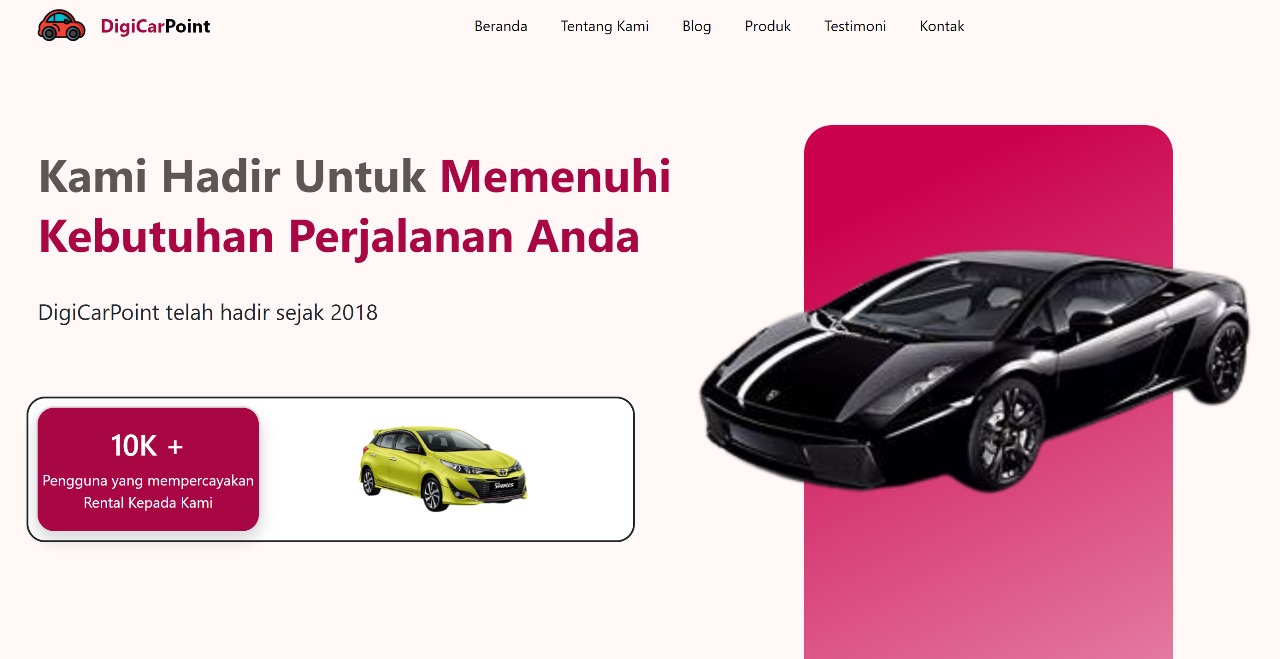 DigiCarPoint
Beranda Tentang Kami Blog Produk Testimoni Kontak
Kami Hadir Untuk Memenuhi
Kebutuhan Perjalanan Anda
DigiCarPoint telah hadir sejak 2018
10K +
Pengguna yang mempercayakan
Rental Kepada Kami